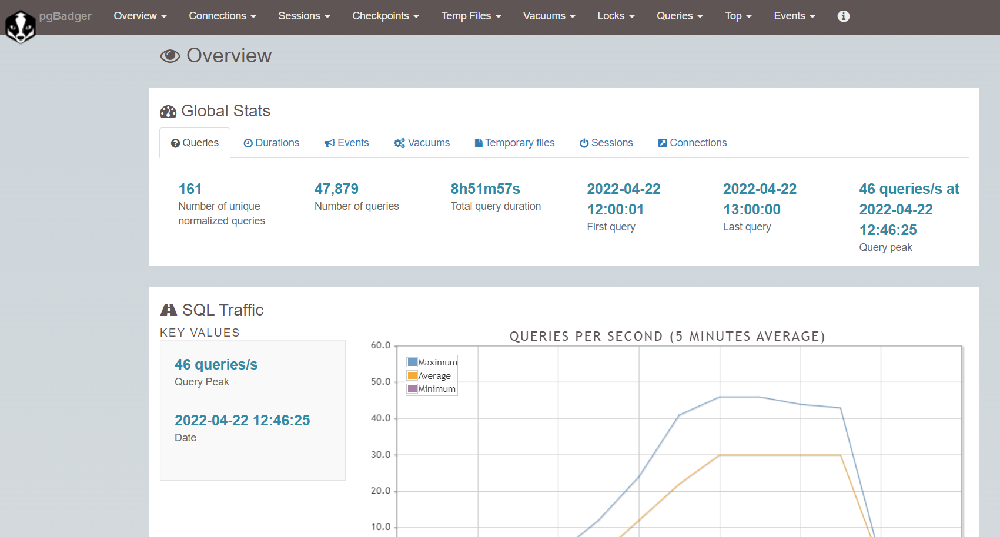 pgBadger Overview Connections Sessions Checkpoints Temp Files Vacuums Locks Queries Top Events
Overview
Global Stats
Queries Durations Events Vacuums Temporary files Sessions Connections
161
Number of unique
normalized queries
47,879
Number of queries
8h51m57s
Total query duration
2022-04-22
12:00:01
First query
2022-04-22
13:00:00
Last query
46 queries/s at
2022-04-22
12:46:25
Query peak
SQL Traffic
KEY VALUES
46 queries/s
Query Peak
2022-04-22 12:46:25
Date
QUERIES PER SECOND (5 MINUTES AVERAGE)
60.0
50.0
40.0
30.0
20.0
10.0
Maximum
Average
Minimum